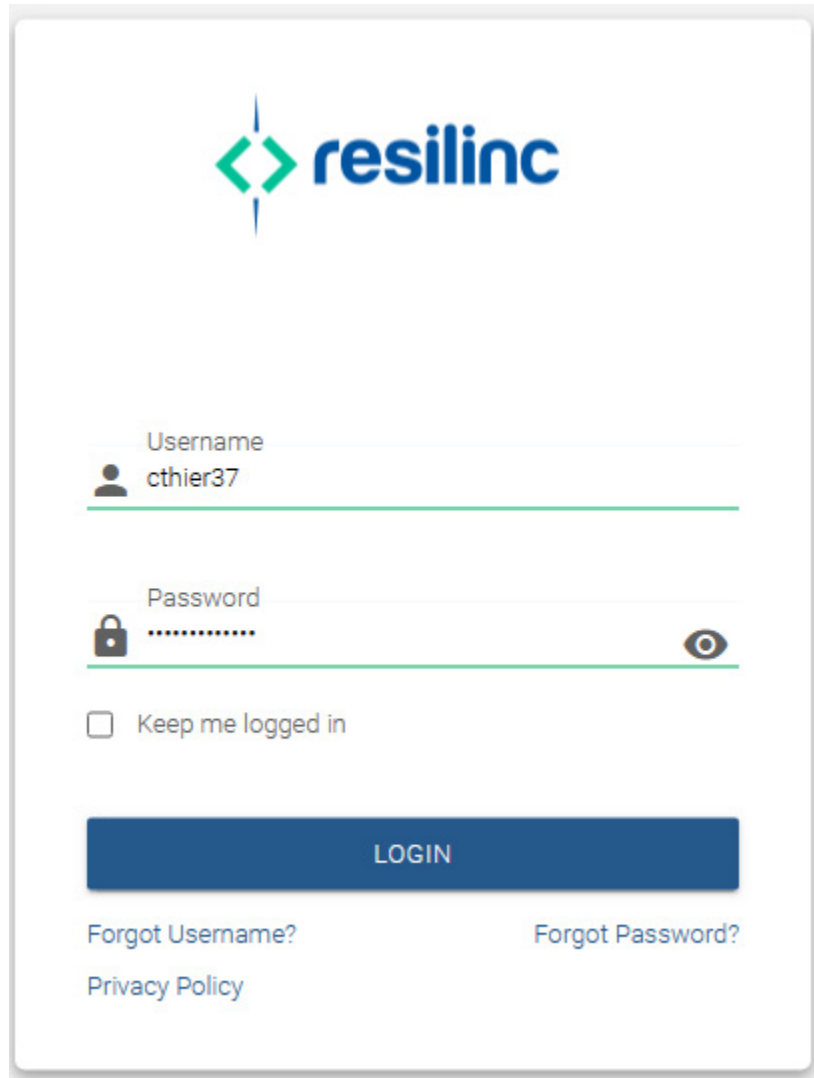 resilinc
Username
cthier37
Password
•••••••••••••
Keep me logged in
LOGIN
Forgot Username? Forgot Password?
Privacy Policy